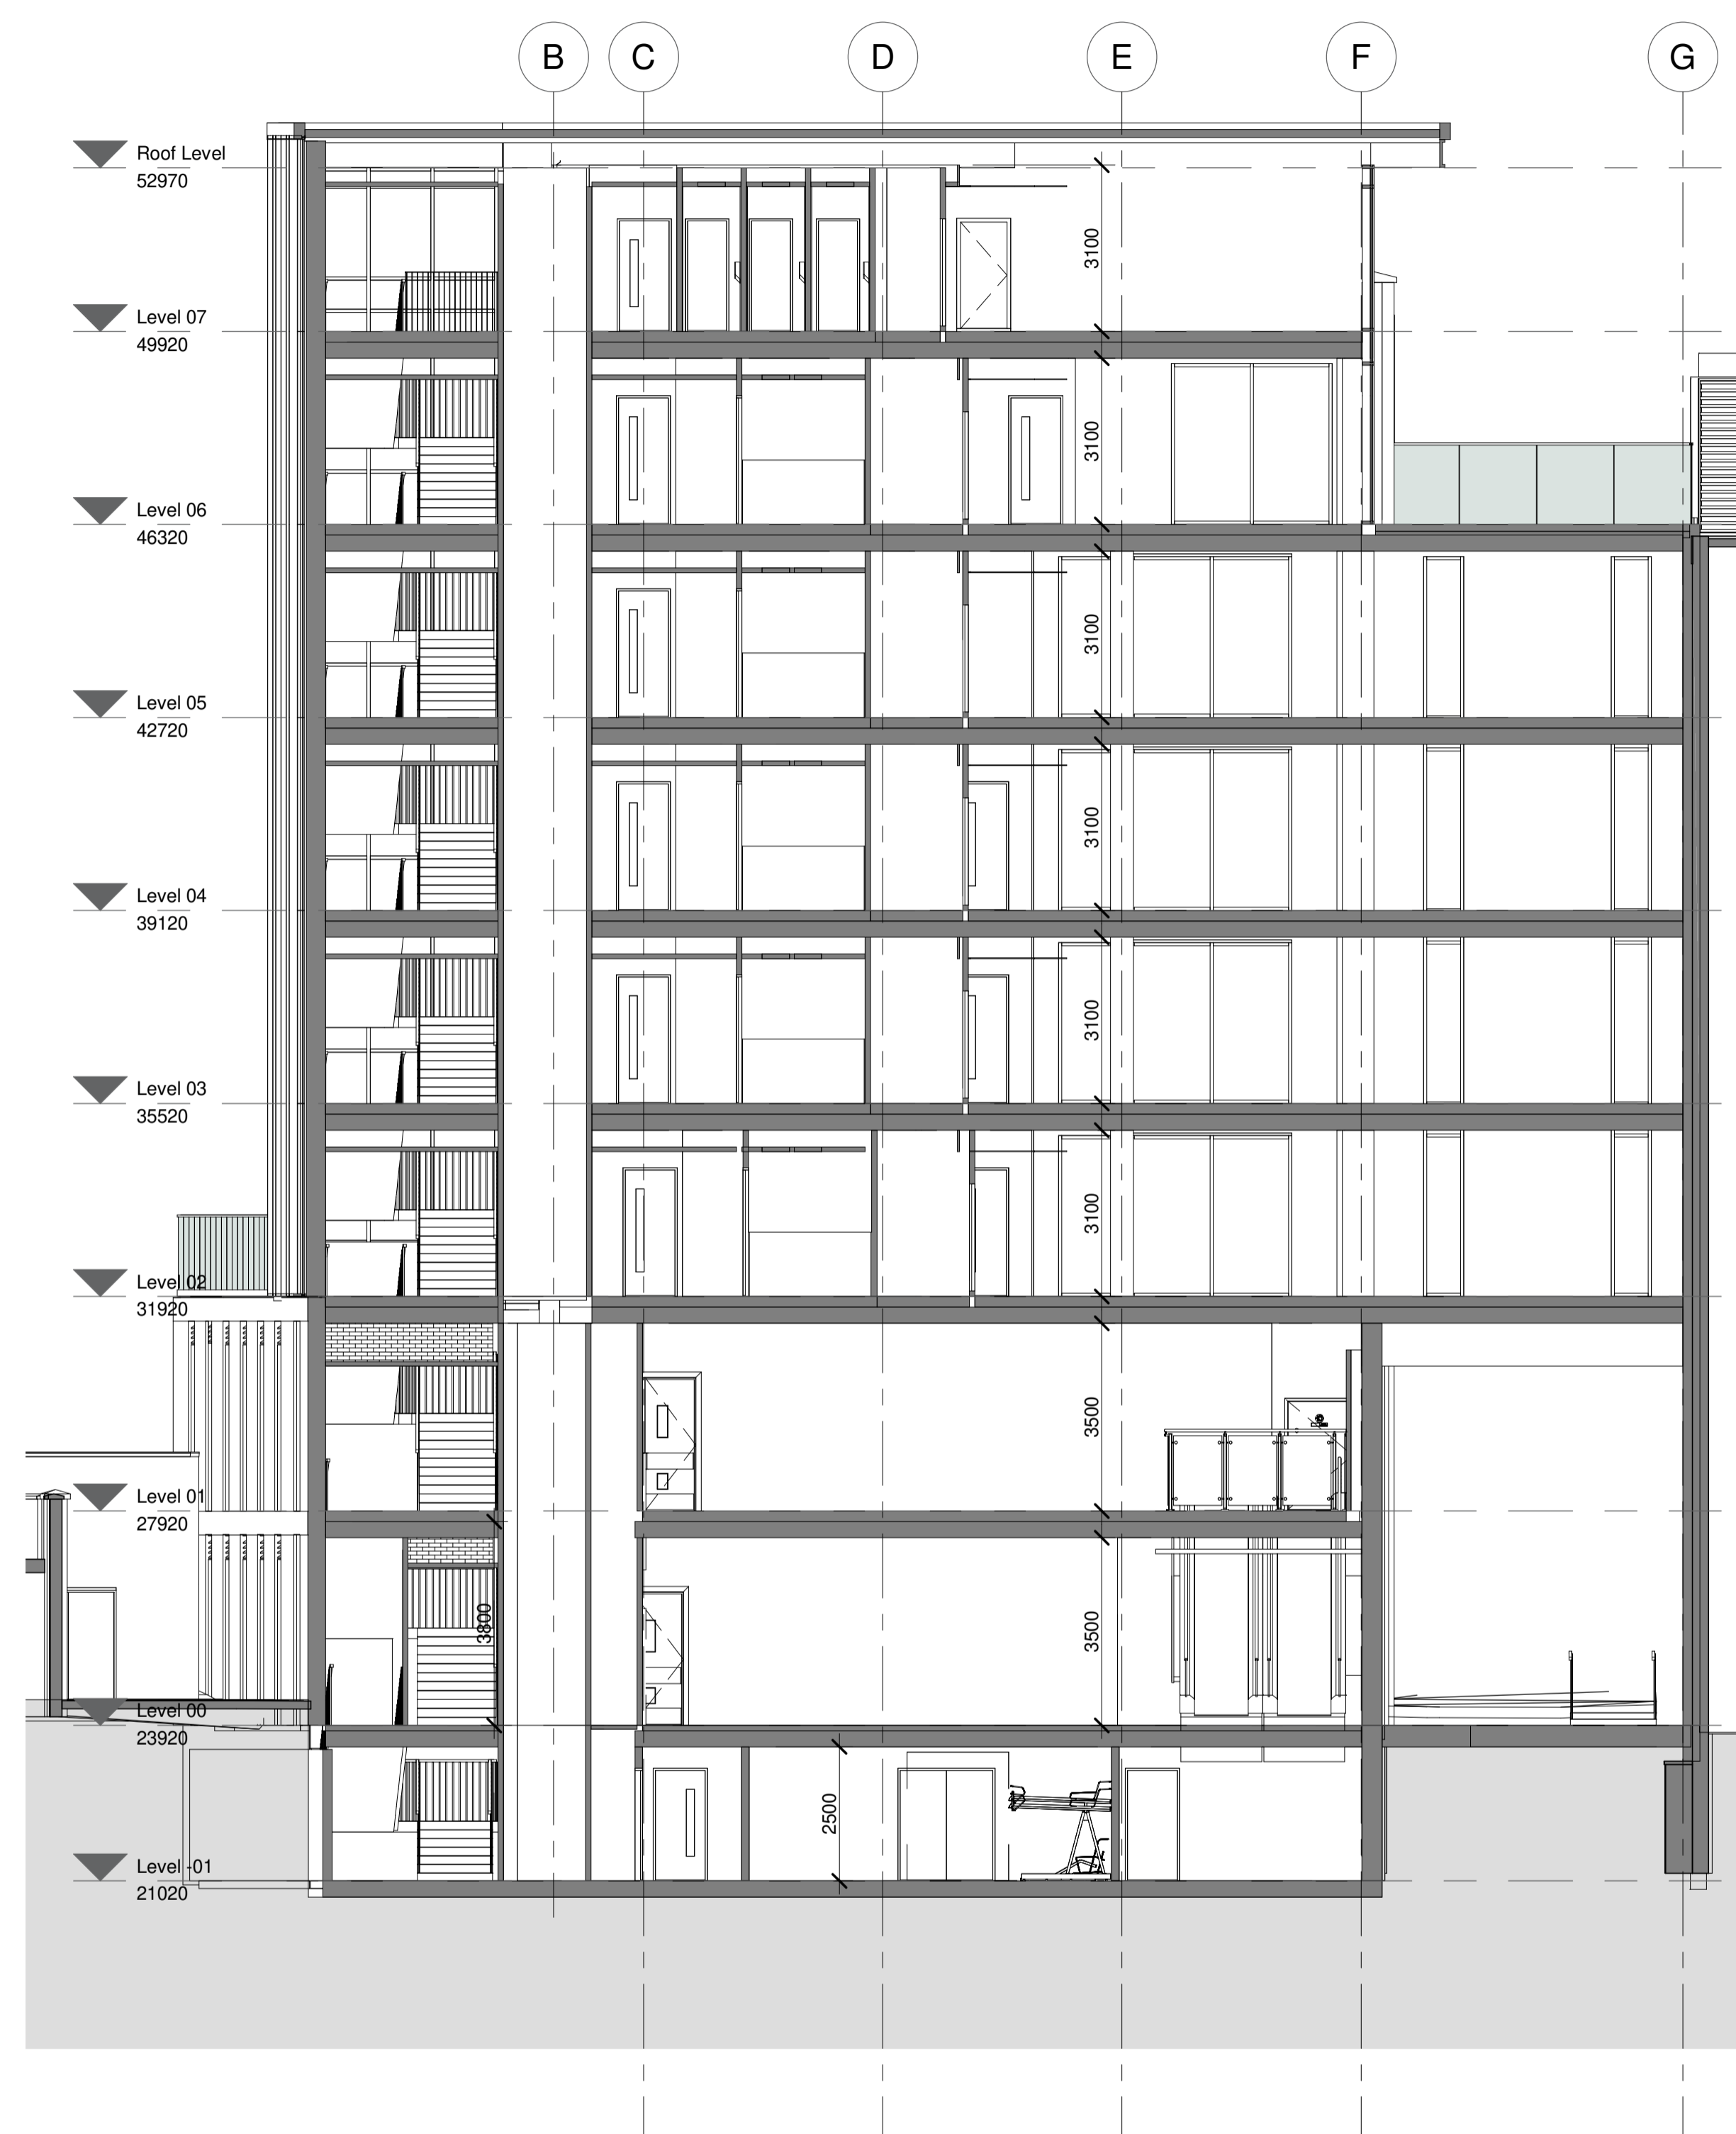 B C D E F G
Roof Level
52970
3100
Level 07
49920
3100
Level 06
46320
3100
Level 05
42720
3100
Level 04
39120
3100
Level 03
35520
3100
Level 02
31920
3500
Level 01
27920
3800
3500
Level 00
23920
2500
Level -01
21020